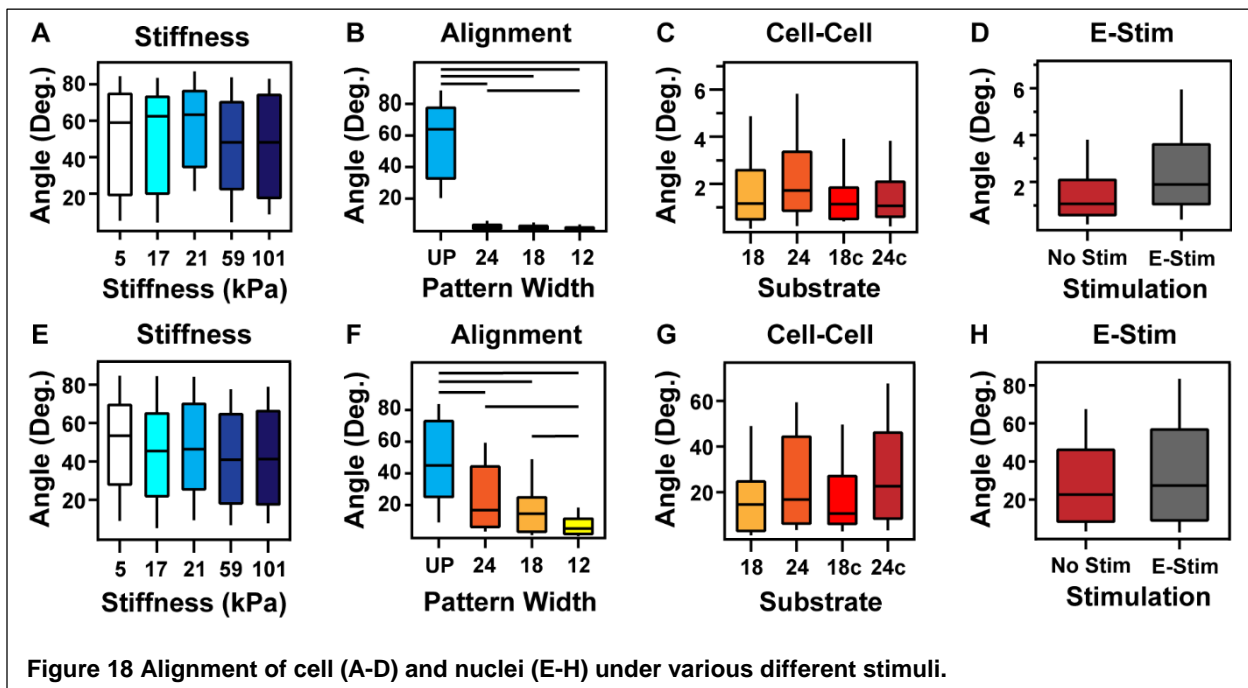 A Stiffness
Angle (Deg.)
80
60
40
20
5 17 21 59 101
Stiffness (kPa)
B Alignment
Angle (Deg.)
80
60
40
20
UP 24 18 12
Pattern Width
C Cell-Cell
Angle (Deg.)
6
4
2
18 24 18c 24c
Substrate
D E-Stim
Angle (Deg.)
6
4
2
No Stim E-Stim
Stimulation
E Stiffness
Angle (Deg.)
80
60
40
20
5 17 21 59 101
Stiffness (kPa)
F Alignment
Angle (Deg.)
80
60
40
20
UP 24 18 12
Pattern Width
G Cell-Cell
Angle (Deg.)
60
40
20
18 24 18c 24c
Substrate
H E-Stim
Angle (Deg.)
80
60
40
20
No Stim E-Stim
Stimulation
Figure 18 Alignment of cell (A-D) and nuclei (E-H) under various different stimuli.